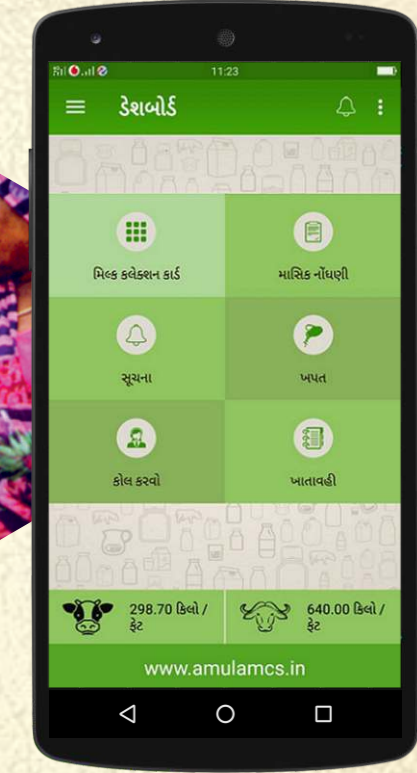 11:23
ડેશબોર્ડ
મિલ્ક કલેક્શન કાર્ડ
માસિક નોંધણી
સૂચના
ખપત
કોલ કરવો
ખાતાવહી
298.70 કિલો /
ફેટ
640.00 કિલો /
ફેટ
www.amulamcs.in